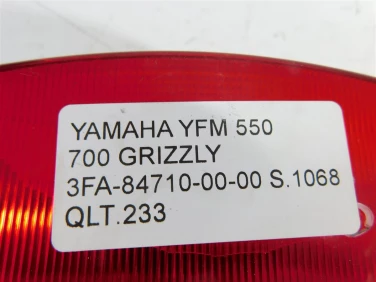 YAMAHA YFM 550
700 GRIZZLY
3FA-84710-00-00 S.1068
QLT.233